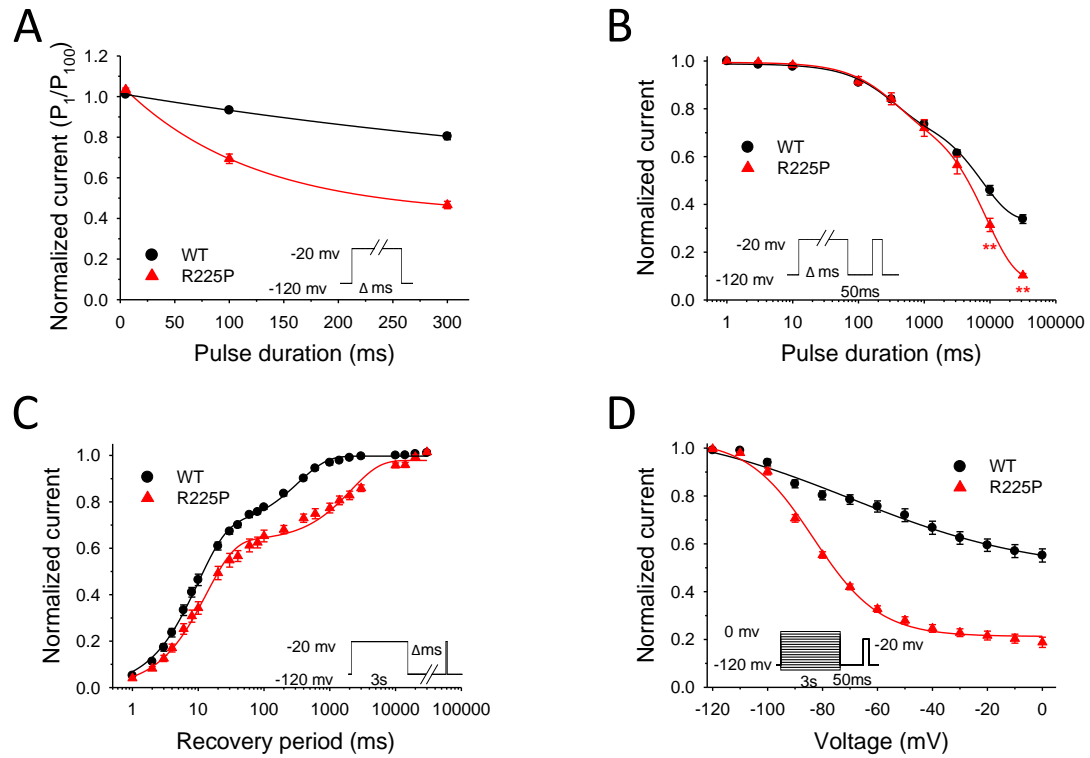 A
Normalized current (P1/P100)
1.2
1.0
0.8
0.6
0.4
0.2
0.0
WT
R225P
-20 mv
-120 mv
Δ ms
0 50 100 150 200 250 300
Pulse duration (ms)
B
Normalized current
1.0
0.8
0.6
0.4
0.2
0.0
WT
R225P
-20 mv
-120 mv
Δ ms
50ms
**
**
1 10 100 1000 10000 100000
Pulse duration (ms)
C
Normalized current
1.0
0.8
0.6
0.4
0.2
0.0
WT
R225P
-20 mv
-120 mv
3s
Δms
1 10 100 1000 10000 100000
Recovery period (ms)
D
Normalized current
1.0
0.8
0.6
0.4
0.2
0.0
WT
R225P
0 mv
-120 mv
-20 mv
3s
50ms
-120 -100 -80 -60 -40 -20 0
Voltage (mV)